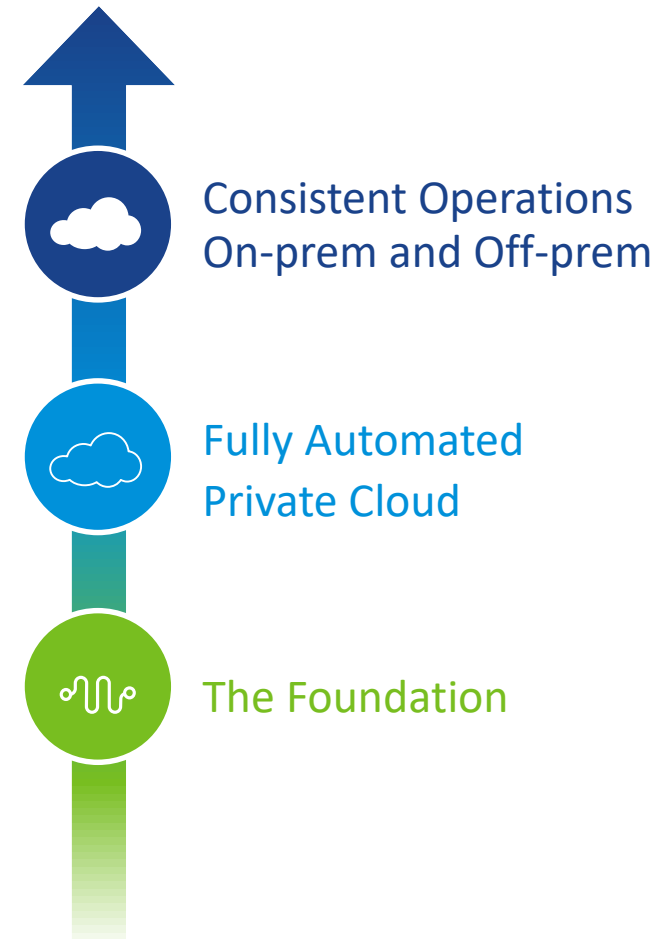 Consistent Operations
On-prem and Off-prem
Fully Automated
Private Cloud
The Foundation